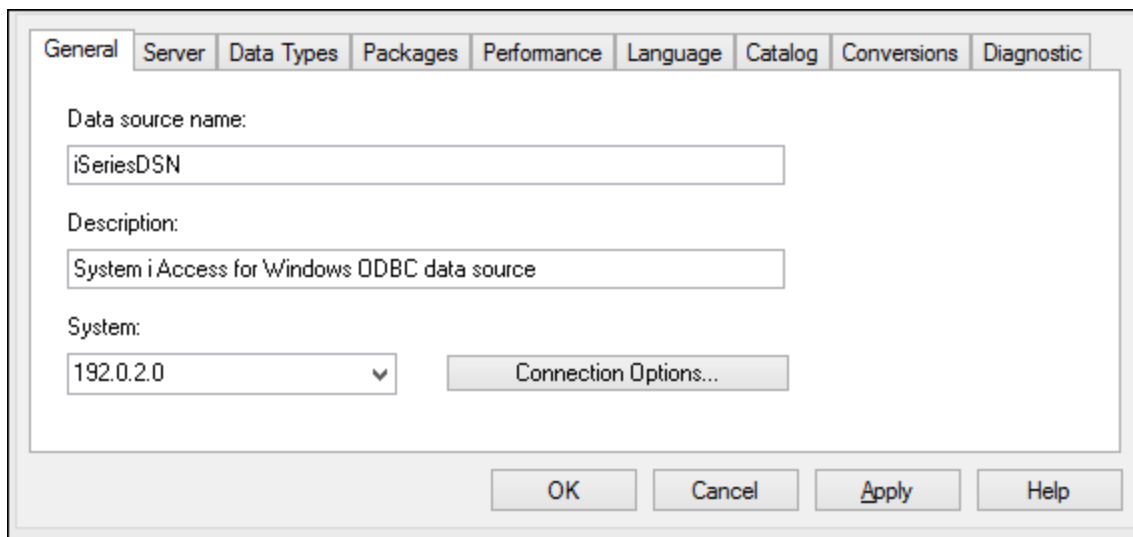 General Server Data Types Packages Performance Language Catalog Conversions Diagnostic
Data source name:
iSeriesDSN
Description:
System i Access for Windows ODBC data source
System:
192.0.2.0 Connection Options...
OK Cancel Apply Help